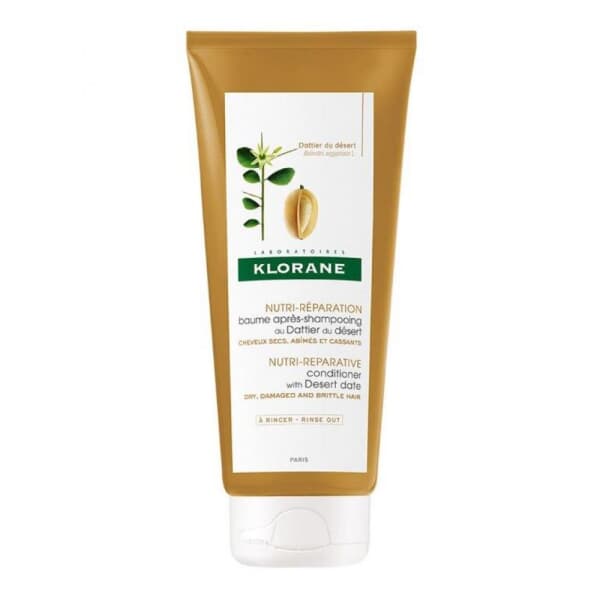 Dattier du désert
LABORATOIRES
KLORANE
NUTRI-RÉPARATION
baume après-shampooing
au Dattier du désert
CHEVEUX SECS, ABÎMÉS ET CASSANTS
NUTRI-REPARATIVE
conditioner
with Desert date
DRY, DAMAGED AND BRITTLE HAIR
À RINCER - RINSE OUT
PARIS